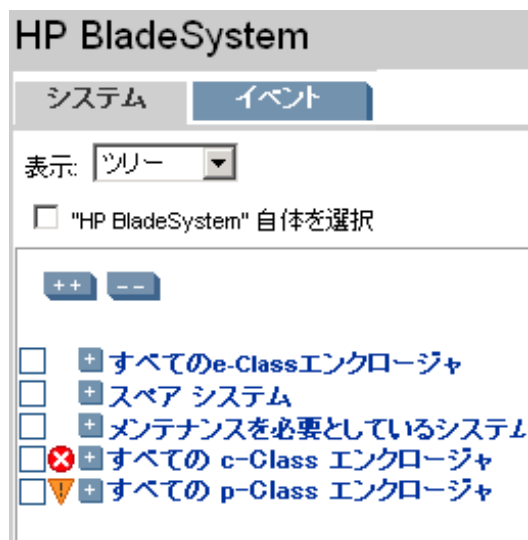 HP BladeSystem
システム イベント
表示: ツリー
"HP BladeSystem" 自体を選択
++ --
すべてのe-Classエンクロージャ
スペア システム
メンテナンスを必要としているシステム
すべての c-Class エンクロージャ
すべての p-Class エンクロージャ